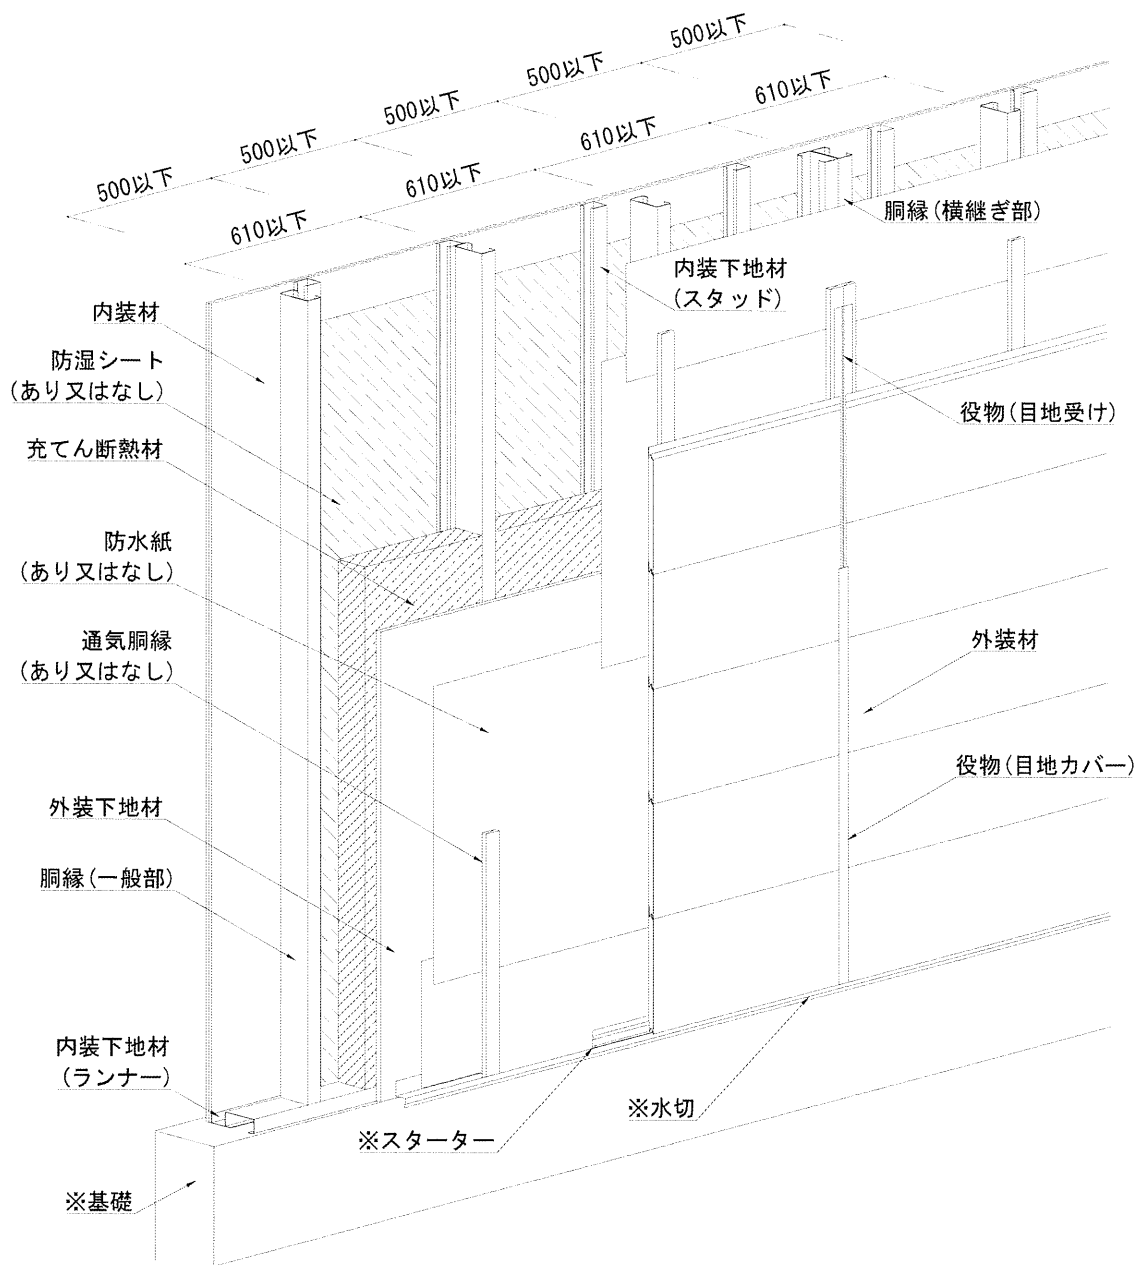 500以下
500以下
500以下
500以下
500以下
610以下
610以下
610以下
610以下
胴縁(横継ぎ部)
内装下地材
(スタッド)
内装材
防湿シート
(あり又はなし)
役物(目地受け)
充てん断熱材
防水紙
(あり又はなし)
通気胴縁
(あり又はなし)
外装材
役物(目地カバー)
外装下地材
胴縁(一般部)
内装下地材
(ランナー)
※水切
※スターター
※基礎